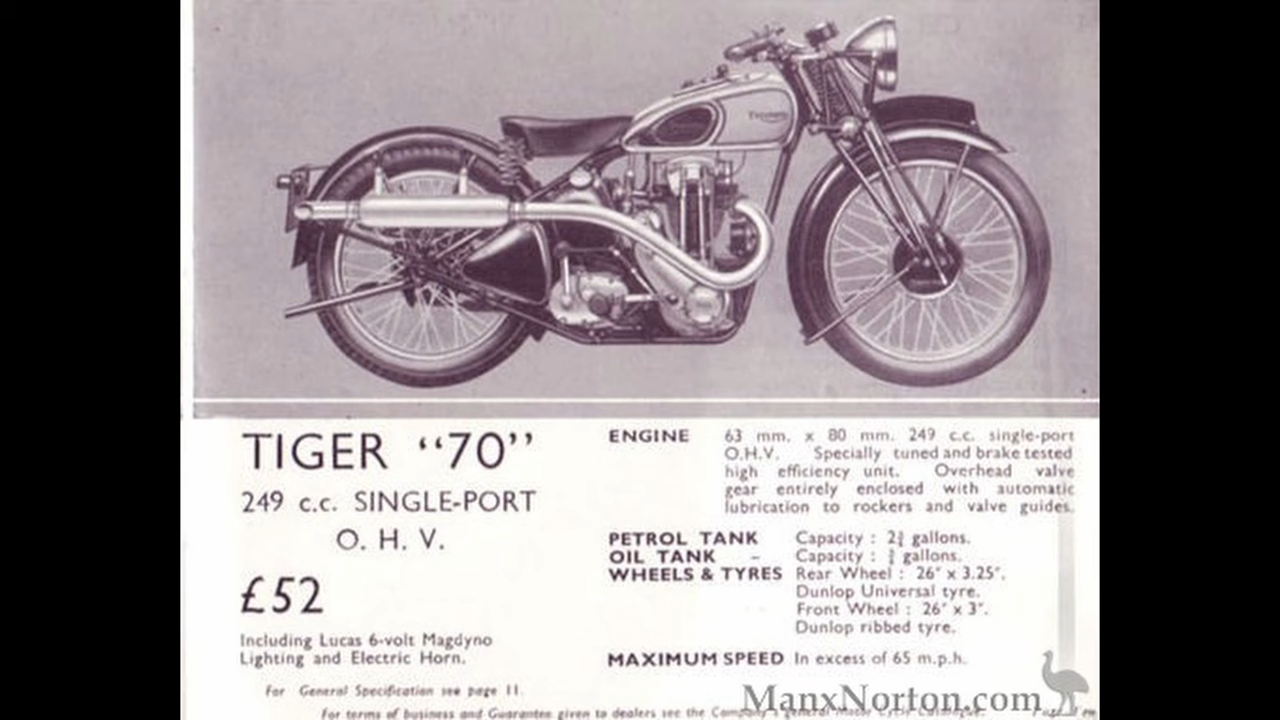 Triumph
TIGER “70”
249 c.c. SINGLE-PORT
O. H. V.
£52
Including Lucas 6-volt Magdyno
Lighting and Electric Horn.
For General Specification see page 11.
ENGINE 63 mm. x 80 mm. 249 c.c. single-port
O.H.V. Specially tuned and brake tested
high efficiency unit. Overhead valve
gear entirely enclosed with automatic
lubrication to rockers and valve guides.
PETROL TANK Capacity : 2¾ gallons.
OIL TANK – Capacity : gallons.
WHEELS & TYRES Rear Wheel : 26" x 3.25".
Dunlop Universal tyre.
Front Wheel : 26" x 3".
Dunlop ribbed tyre.
MAXIMUM SPEED In excess of 65 m.p.h.
For terms of business and Guarantee given to dealers see the Company's general Motor Cycle Catalogue.
ManxNorton.com